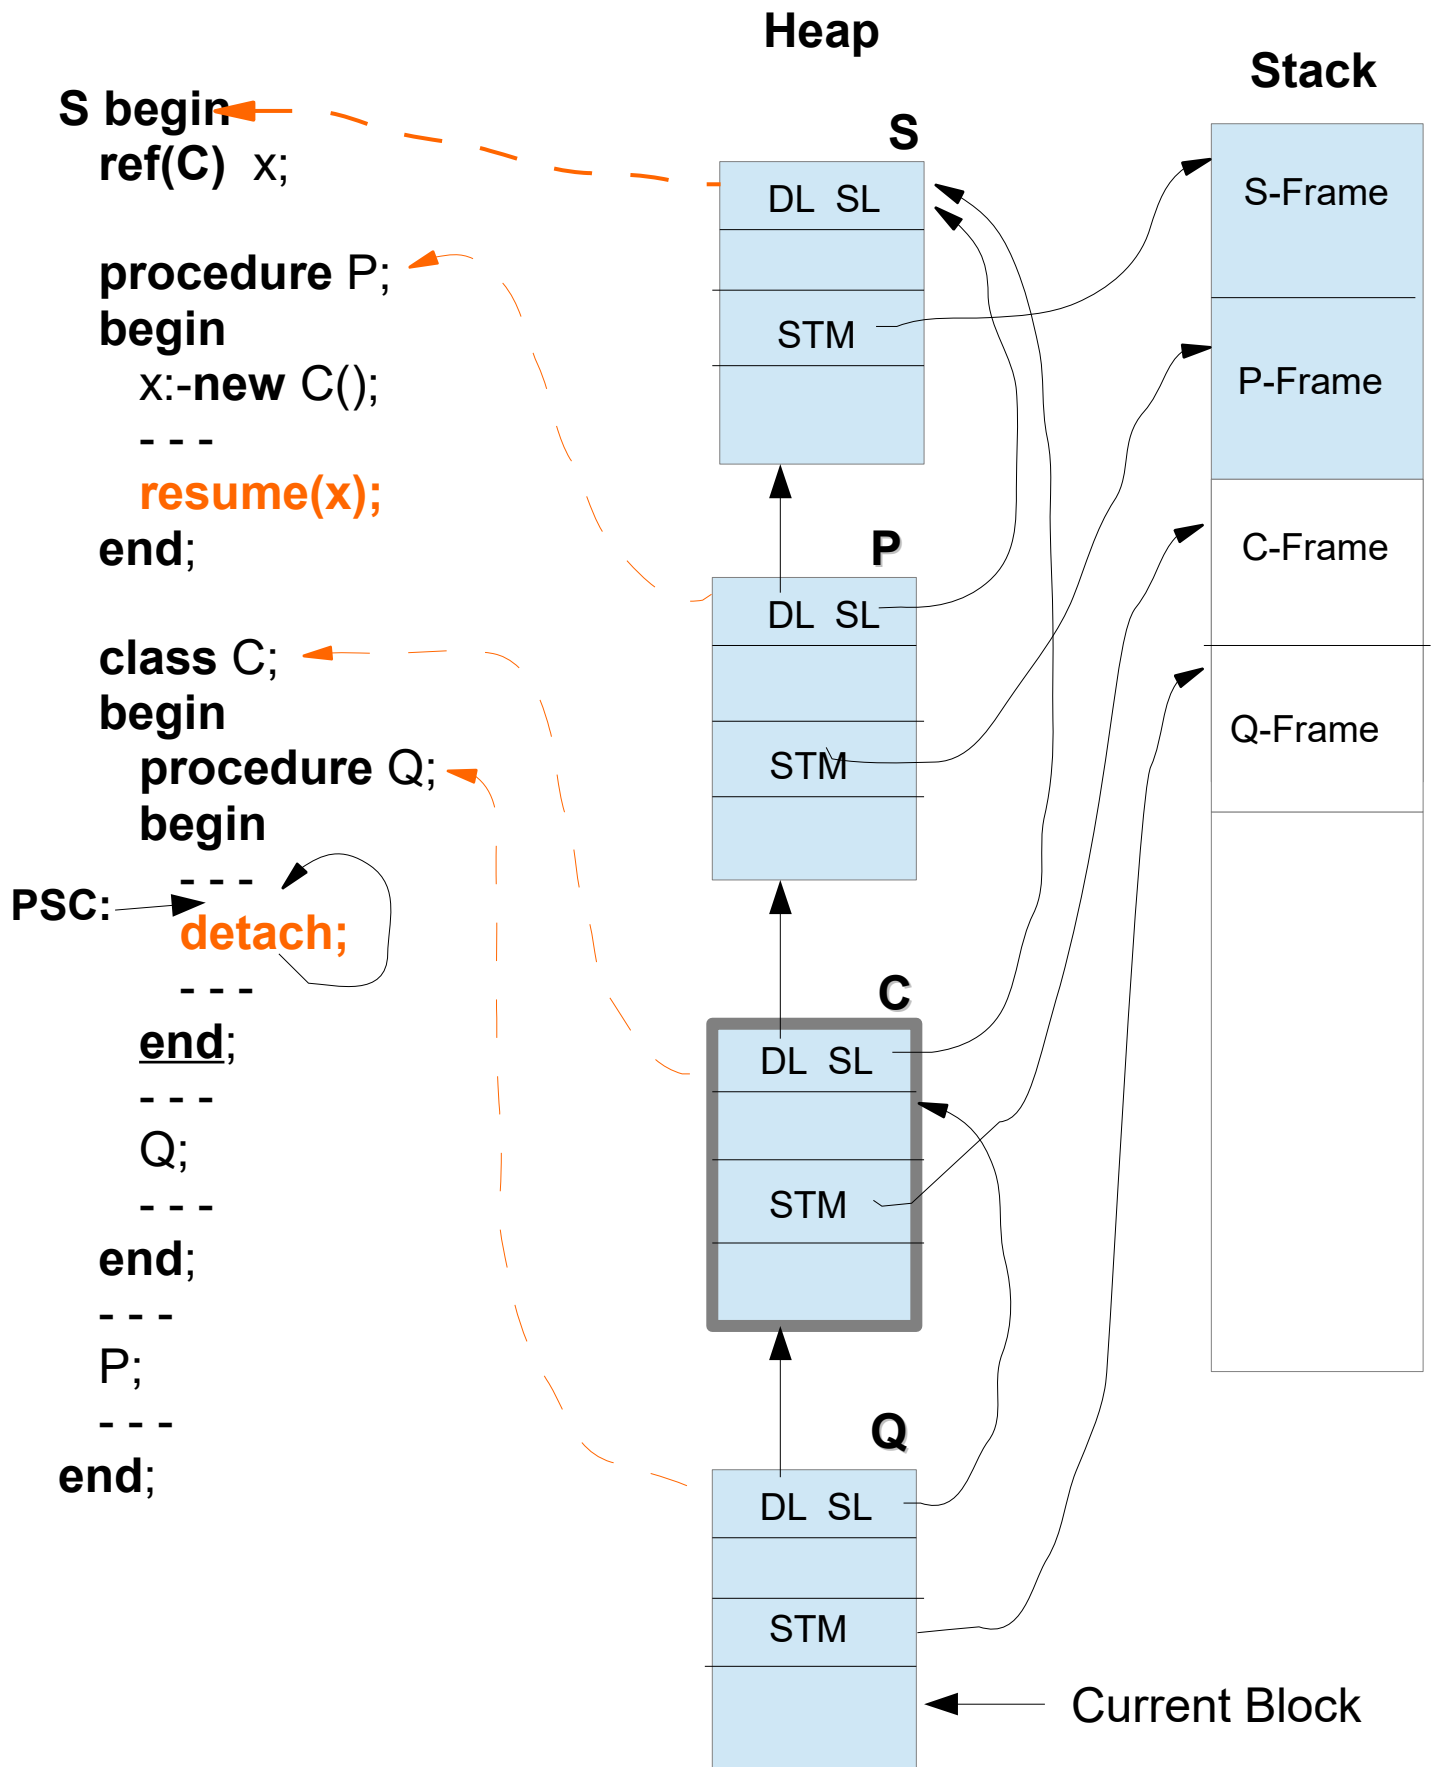 Heap
Stack
S begin
ref(C) x;
procedure P;
begin
x:-new C();
- - -
resume(x);
end;
class C;
begin
procedure Q;
begin
- - -
PSC:
detach;
- - -
end;
- - -
Q;
- - -
end;
- - -
P;
- - -
end;
S
DL SL
STM
P
DL SL
STM
C
DL SL
STM
Q
DL SL
STM
Current Block
S-Frame
P-Frame
C-Frame
Q-Frame